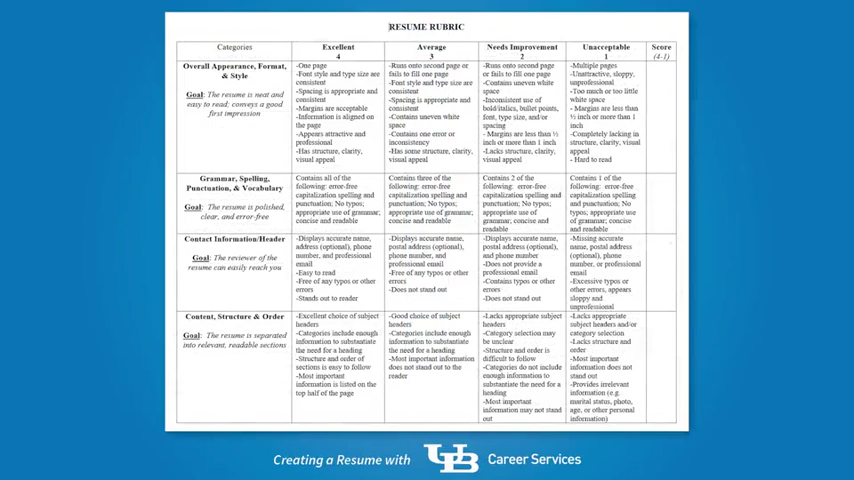 RESUME RUBRIC
Categories
Excellent
4
Average
3
Needs Improvement
2
Unacceptable
1
Score
(4-1)
Overall Appearance, Format,
& Style
Goal: The resume is neat and
easy to read; conveys a good
first impression
-One page
-Font style and type size are
consistent
-Spacing is appropriate and
consistent
-Margins are acceptable
-Information is aligned on
the page
-Appears attractive and
professional
-Has structure, clarity,
visual appeal
-Runs onto second page or
fails to fill one page
-Font style and type size are
consistent
-Spacing is appropriate and
consistent
-Contains uneven white
space
-Contains one error or
inconsistency
-Has some structure, clarity,
visual appeal
-Runs onto second page
or fails to fill one page
-Contains uneven white
space
-Inconsistent use of
bold/italics, bullet points,
font, type size, and/or
spacing
- Margins are less than ½
inch or more than 1 inch
-Lacks structure, clarity,
visual appeal
-Multiple pages
-Unattractive, sloppy,
unprofessional
-Too much or too little
white space
- Margins are less than
½ inch or more than 1
inch
-Completely lacking in
structure, clarity, visual
appeal
- Hard to read
Grammar, Spelling,
Punctuation, & Vocabulary
Goal: The resume is polished,
clear, and error-free
Contains all of the
following: error-free
capitalization spelling and
punctuation; No typos;
appropriate use of grammar;
concise and readable
Contains three of the
following: error-free
capitalization spelling and
punctuation; No typos;
appropriate use of grammar;
concise and readable
Contains 2 of the
following: error-free
capitalization spelling and
punctuation; No typos;
appropriate use of
grammar; concise and
readable
Contains 1 of the
following: error-free
capitalization spelling
and punctuation; No
typos; appropriate use
of grammar; concise
and readable
Contact Information/Header
Goal: The reviewer of the
resume can easily reach you
-Displays accurate name,
address (optional), phone
number, and professional
email
-Easy to read
-Free of any typos or other
errors
-Stands out to reader
-Displays accurate name,
postal address (optional),
phone number, and
professional email
-Free of any typos or other
errors
-Does not stand out
-Displays accurate name,
postal address (optional),
and phone number
-Does not provide a
professional email
-Contains typos or other
errors
-Does not stand out
-Missing accurate
name, postal address
(optional), phone
number, or professional
email
-Excessive typos or
other errors, appears
sloppy and
unprofessional
Content, Structure & Order
Goal: The resume is separated
into relevant, readable sections
-Excellent choice of subject
headers
-Categories include enough
information to substantiate
the need for a heading
-Structure and order of
sections is easy to follow
-Most important
information is listed on the
top half of the page
-Good choice of subject
headers
-Categories include enough
information to substantiate
the need for a heading
-Most important information
does not stand out to the
reader
-Lacks appropriate subject
headers
-Category selection may
be unclear
-Structure and order is
difficult to follow
-Categories do not include
enough information to
substantiate the need for a
heading
-Most important
information may not stand
out
-Lacks appropriate
subject headers and/or
category selection
-Lacks structure and
order
-Most important
information does not
stand out
-Provides irrelevant
information (e.g.
marital status, photo,
age, or other personal
information)
Creating a Resume with UB Career Services